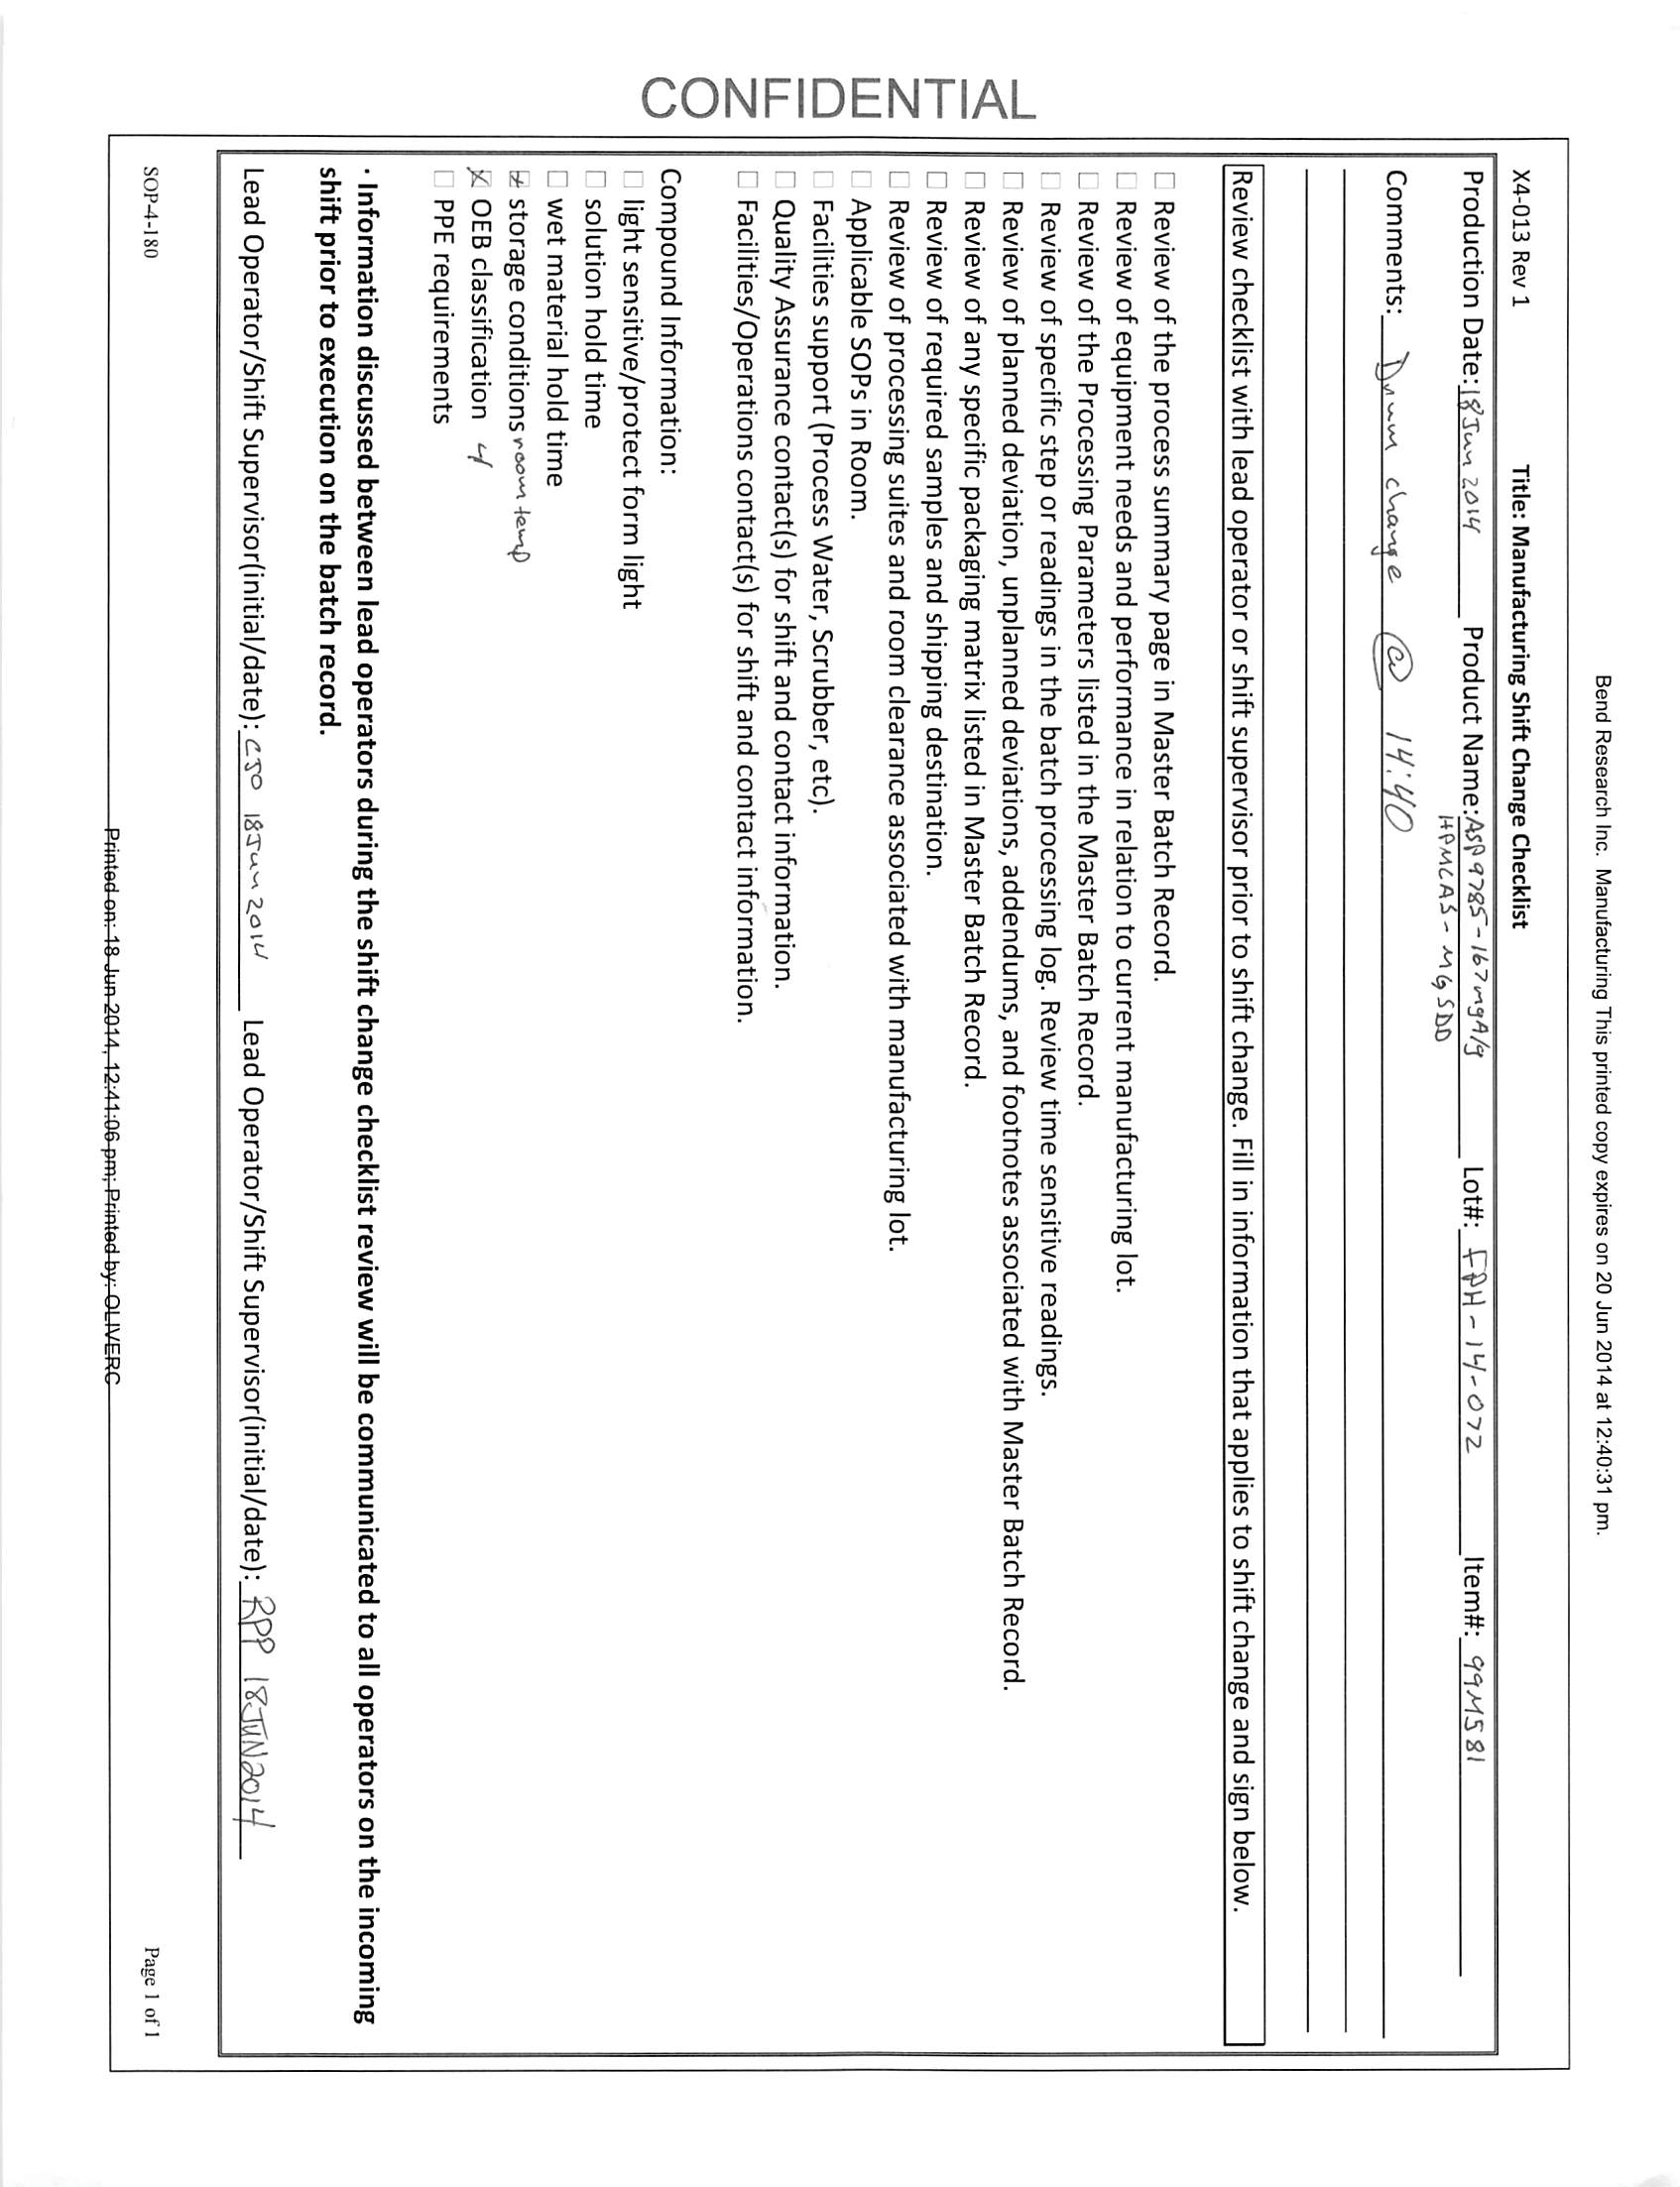 Bend Research Inc. Manufacturing This printed copy expires on 20 Jun 2014 at 12:40:31 pm.
X4-013 Rev 1 Title: Manufacturing Shift Change Checklist
Production Date: 18Jun2014 Product Name: ASP9785-167mgA/g Lot#: FPH-14-072 Item#: 99M581
HPMCAS-MG SDD
Comments: Drum change @ 14:40
Review checklist with lead operator or shift supervisor prior to shift change. Fill in information that applies to shift change and sign below.
☐ Review of the process summary page in Master Batch Record.
☐ Review of equipment needs and performance in relation to current manufacturing lot.
☐ Review of the Processing Parameters listed in the Master Batch Record.
☐ Review of specific step or readings in the batch processing log. Review time sensitive readings.
☐ Review of planned deviation, unplanned deviations, addendums, and footnotes associated with Master Batch Record.
☐ Review of any specific packaging matrix listed in Master Batch Record.
☐ Review of required samples and shipping destination.
☐ Review of processing suites and room clearance associated with manufacturing lot.
☐ Applicable SOPs in Room.
☐ Facilities support (Process Water, Scrubber, etc).
☐ Quality Assurance contact(s) for shift and contact information.
☐ Facilities/Operations contact(s) for shift and contact information.
Compound Information:
☐ light sensitive/protect form light
☐ solution hold time
☐ wet material hold time
☒ storage conditions room temp
☒ OEB classification 4
☐ PPE requirements
· Information discussed between lead operators during the shift change checklist review will be communicated to all operators on the incoming
shift prior to execution on the batch record.
Lead Operator/Shift Supervisor(initial/date): CJO 18Jun2014 Lead Operator/Shift Supervisor(initial/date): RPP 18JUN2014
SOP-4-180 Page 1 of 1
Printed on: 18 Jun 2014, 12:41:06 pm; Printed by: OLIVERC
CONFIDENTIAL